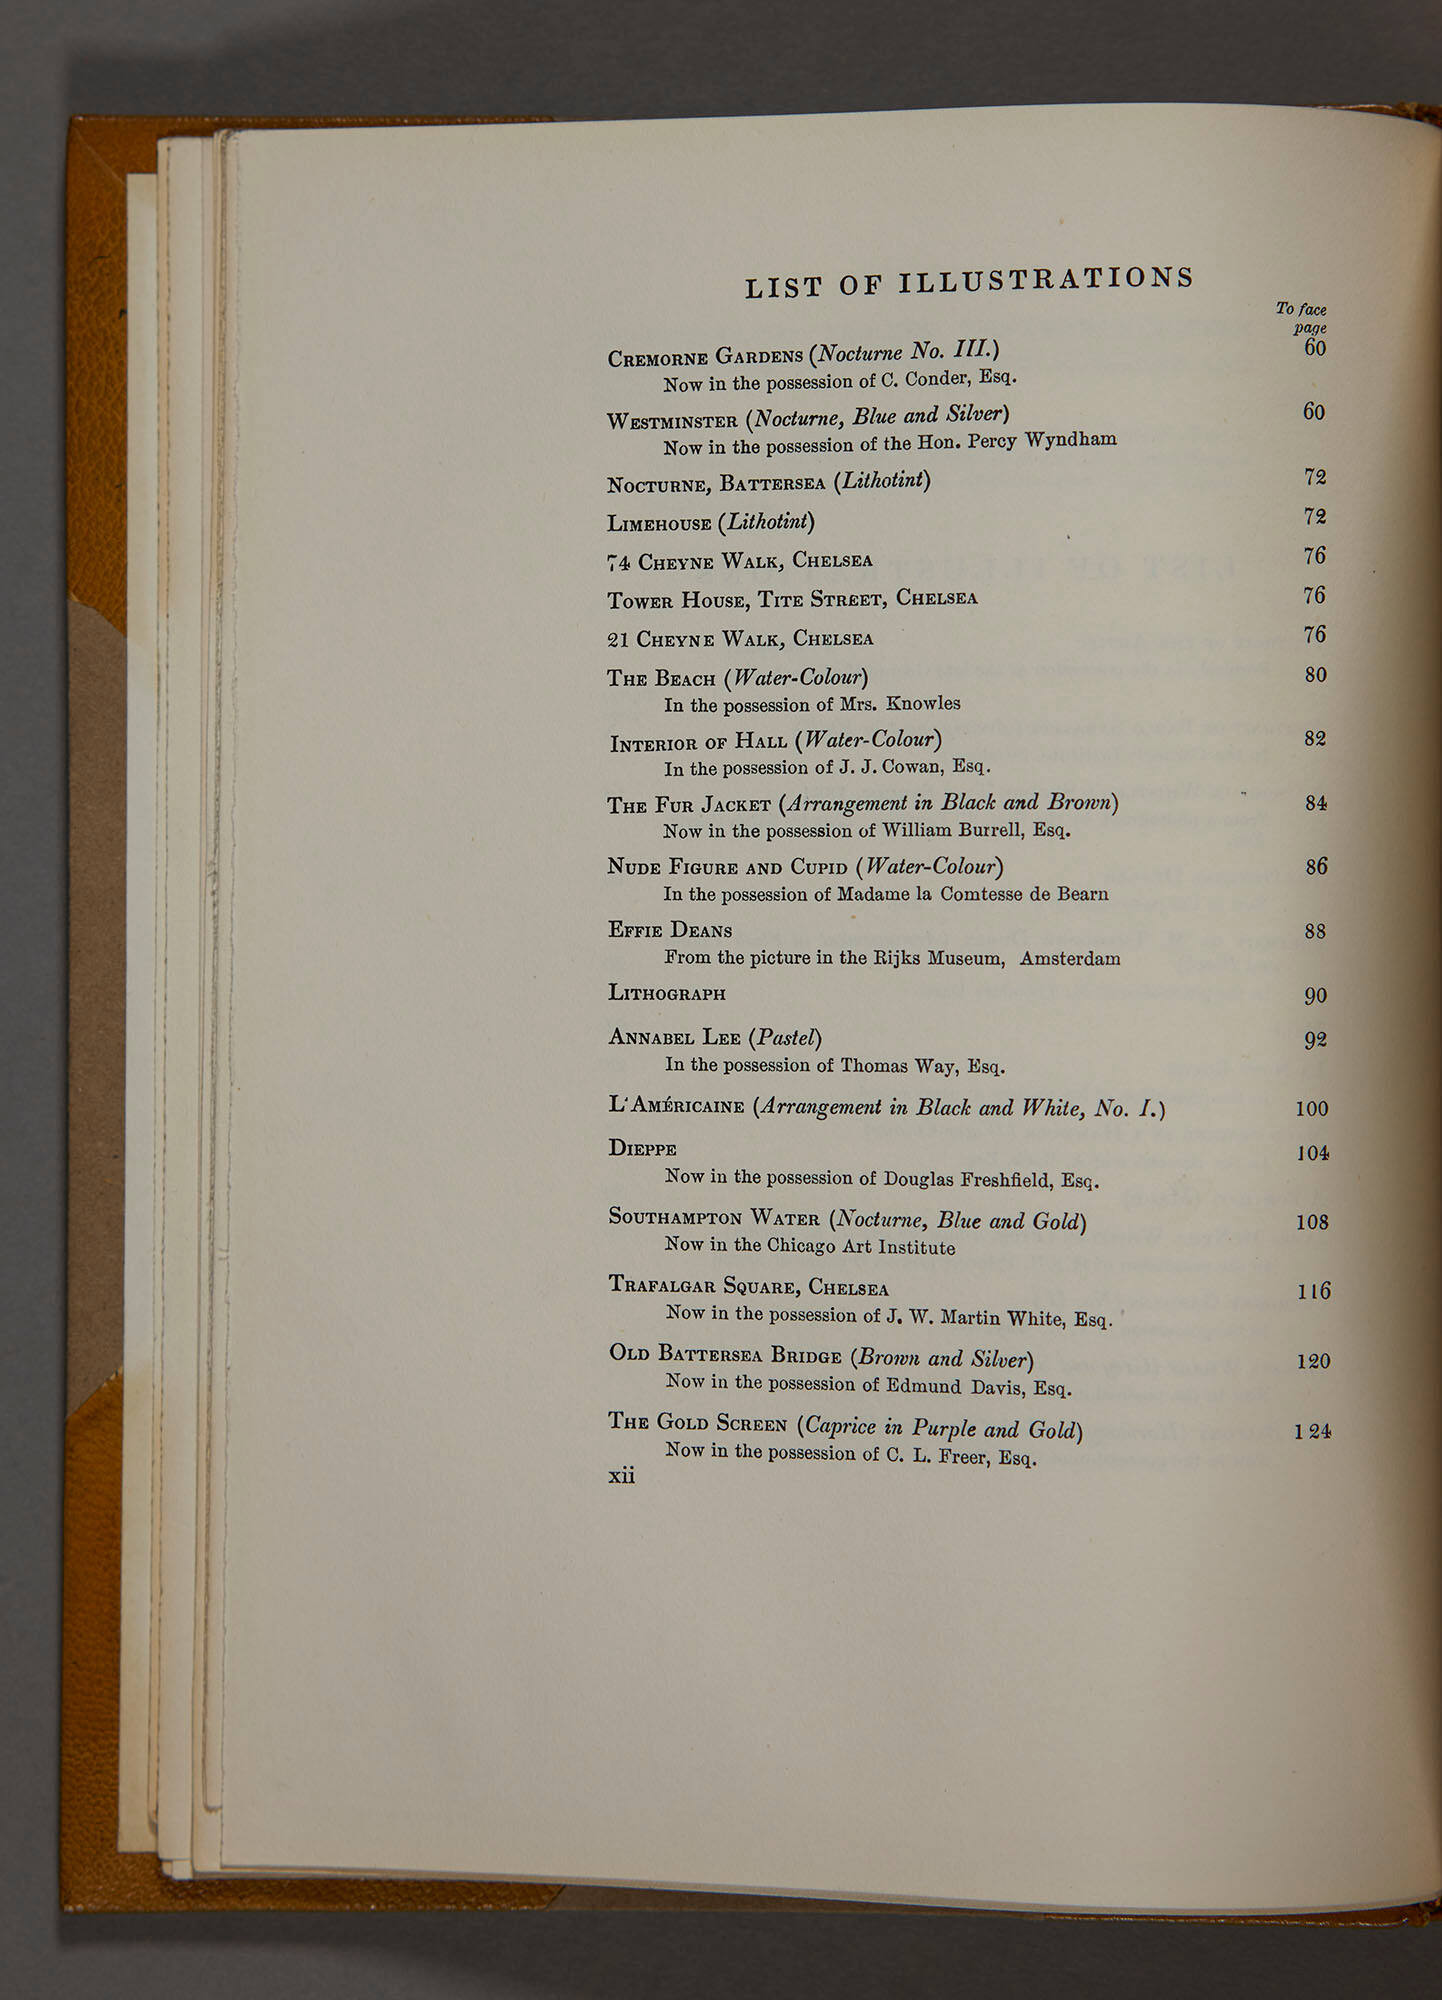 LIST OF ILLUSTRATIONS
To face
page
CREMORNE GARDENS (Nocturne No. III.) 60
Now in the possession of C. Conder, Esq.
WESTMINSTER (Nocturne, Blue and Silver) 60
Now in the possession of the Hon. Percy Wyndham
NOCTURNE, BATTERSEA (Lithotint) 72
LIMEHOUSE (Lithotint) 72
74 CHEYNE WALK, CHELSEA 76
TOWER HOUSE, TITE STREET, CHELSEA 76
21 CHEYNE WALK, CHELSEA 76
THE BEACH (Water-Colour) 80
In the possession of Mrs. Knowles
INTERIOR OF HALL (Water-Colour) 82
In the possession of J. J. Cowan, Esq.
THE FUR JACKET (Arrangement in Black and Brown) 84
Now in the possession of William Burrell, Esq.
NUDE FIGURE AND CUPID (Water-Colour) 86
In the possession of Madame la Comtesse de Bearn
EFFIE DEANS 88
From the picture in the Rijks Museum, Amsterdam
LITHOGRAPH 90
ANNABEL LEE (Pastel) 92
In the possession of Thomas Way, Esq.
L'AMÉRICAINE (Arrangement in Black and White, No. I.) 100
DIEPPE 104
Now in the possession of Douglas Freshfield, Esq.
SOUTHAMPTON WATER (Nocturne, Blue and Gold) 108
Now in the Chicago Art Institute
TRAFALGAR SQUARE, CHELSEA 116
Now in the possession of J. W. Martin White, Esq.
OLD BATTERSEA BRIDGE (Brown and Silver) 120
Now in the possession of Edmund Davis, Esq.
THE GOLD SCREEN (Caprice in Purple and Gold) 124
Now in the possession of C. L. Freer, Esq.
xii